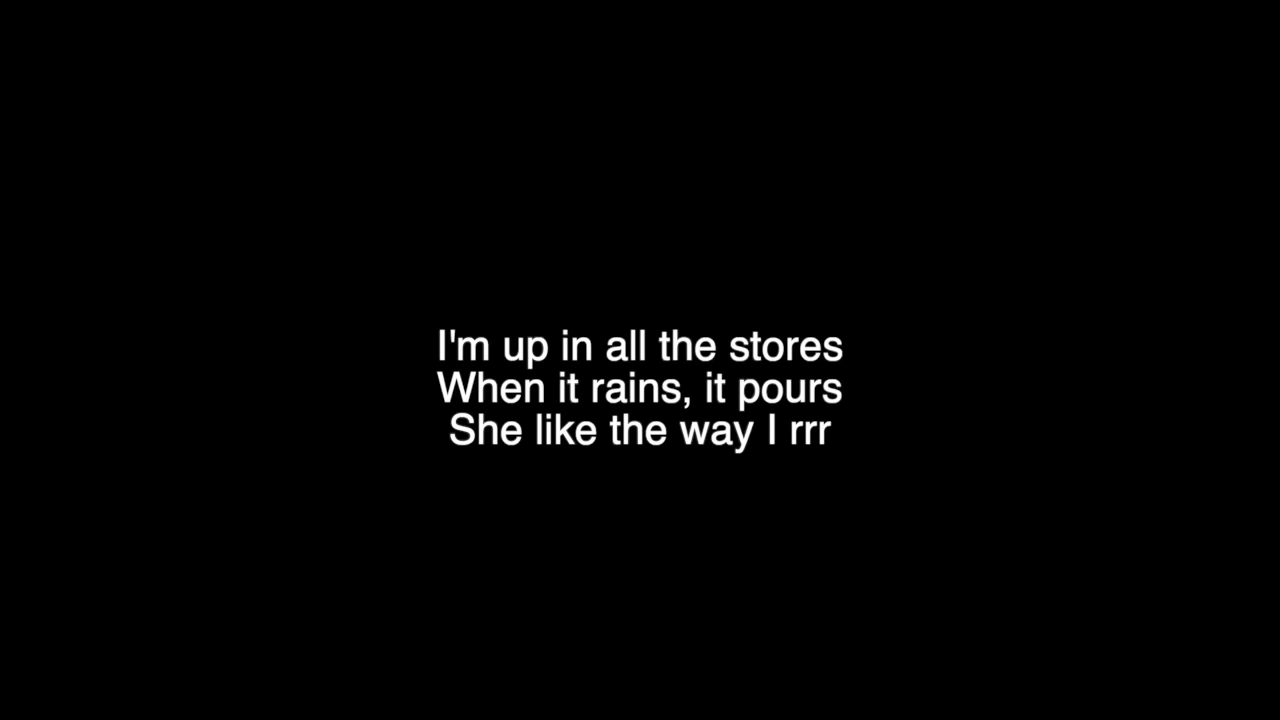 I'm up in all the stores
When it rains, it pours
She like the way I rrr